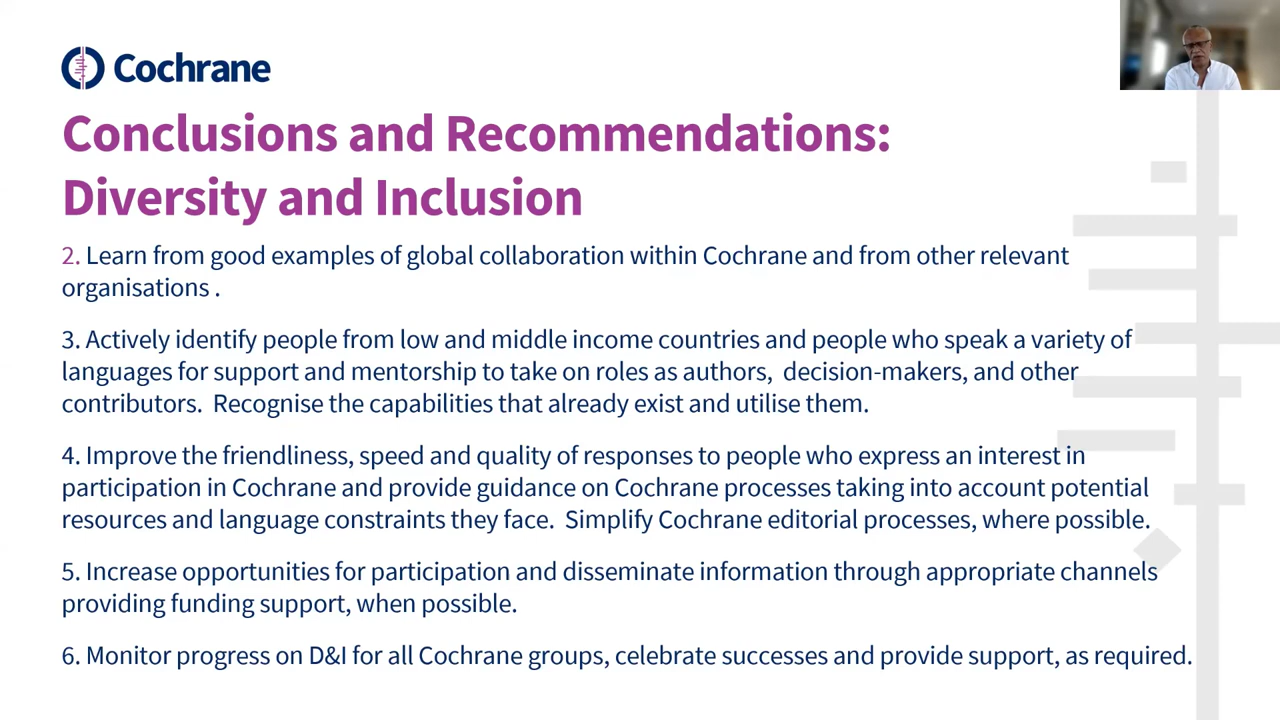 Cochrane
Conclusions and Recommendations:
Diversity and Inclusion
2. Learn from good examples of global collaboration within Cochrane and from other relevant
organisations .
3. Actively identify people from low and middle income countries and people who speak a variety of
languages for support and mentorship to take on roles as authors,  decision-makers, and other
contributors.  Recognise the capabilities that already exist and utilise them.
4. Improve the friendliness, speed and quality of responses to people who express an interest in
participation in Cochrane and provide guidance on Cochrane processes taking into account potential
resources and language constraints they face.  Simplify Cochrane editorial processes, where possible.
5. Increase opportunities for participation and disseminate information through appropriate channels
providing funding support, when possible.
6. Monitor progress on D&I for all Cochrane groups, celebrate successes and provide support, as required.